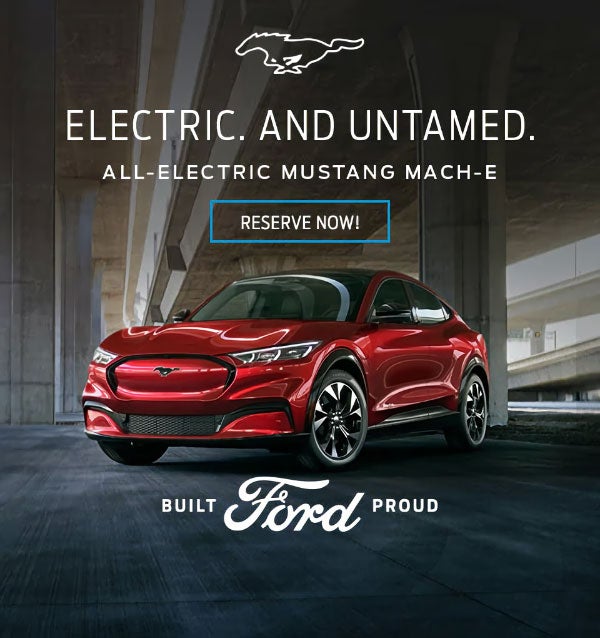 ELECTRIC. AND UNTAMED.
ALL-ELECTRIC MUSTANG MACH-E
RESERVE NOW!
BUILT Ford PROUD